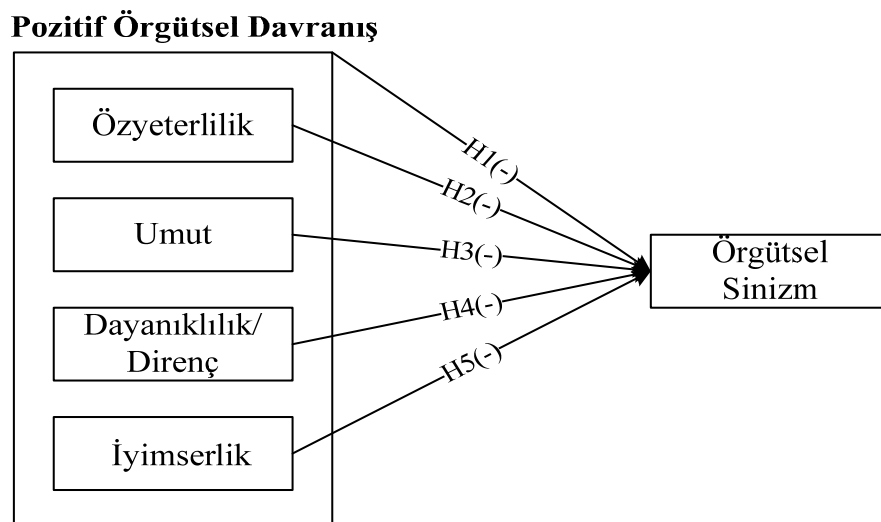 Pozitif Örgütsel Davranış
Özyeterlilik
Umut
Dayanıklılık/
Direnç
İyimserlik
H1(-)
H2(-)
H3(-)
H4(-)
H5(-)
Örgütsel
Sinizm